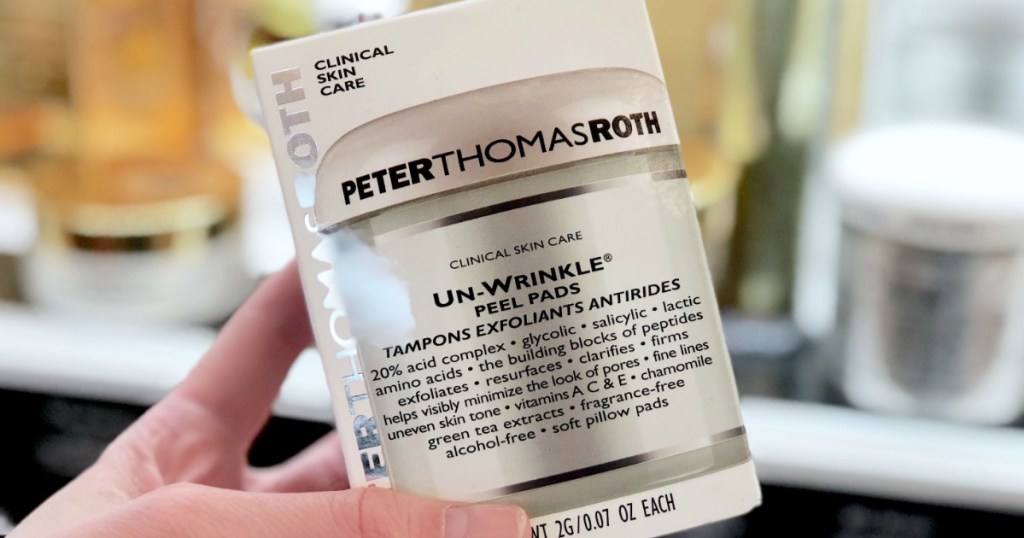 CLINICAL
SKIN
CARE
PETERTHOMASROTH
CLINICAL SKIN CARE
UN-WRINKLE®
PEEL PADS
TAMPONS EXFOLIANTS ANTIRIDES
20% acid complex • glycolic • salicylic • lactic
amino acids • the building blocks of peptides
exfoliates • resurfaces • clarifies • firms
helps visibly minimize the look of pores • fine lines
uneven skin tone • vitamins A C & E • chamomile
green tea extracts • fragrance-free
alcohol-free • soft pillow pads
WT 2G/0.07 OZ EACH